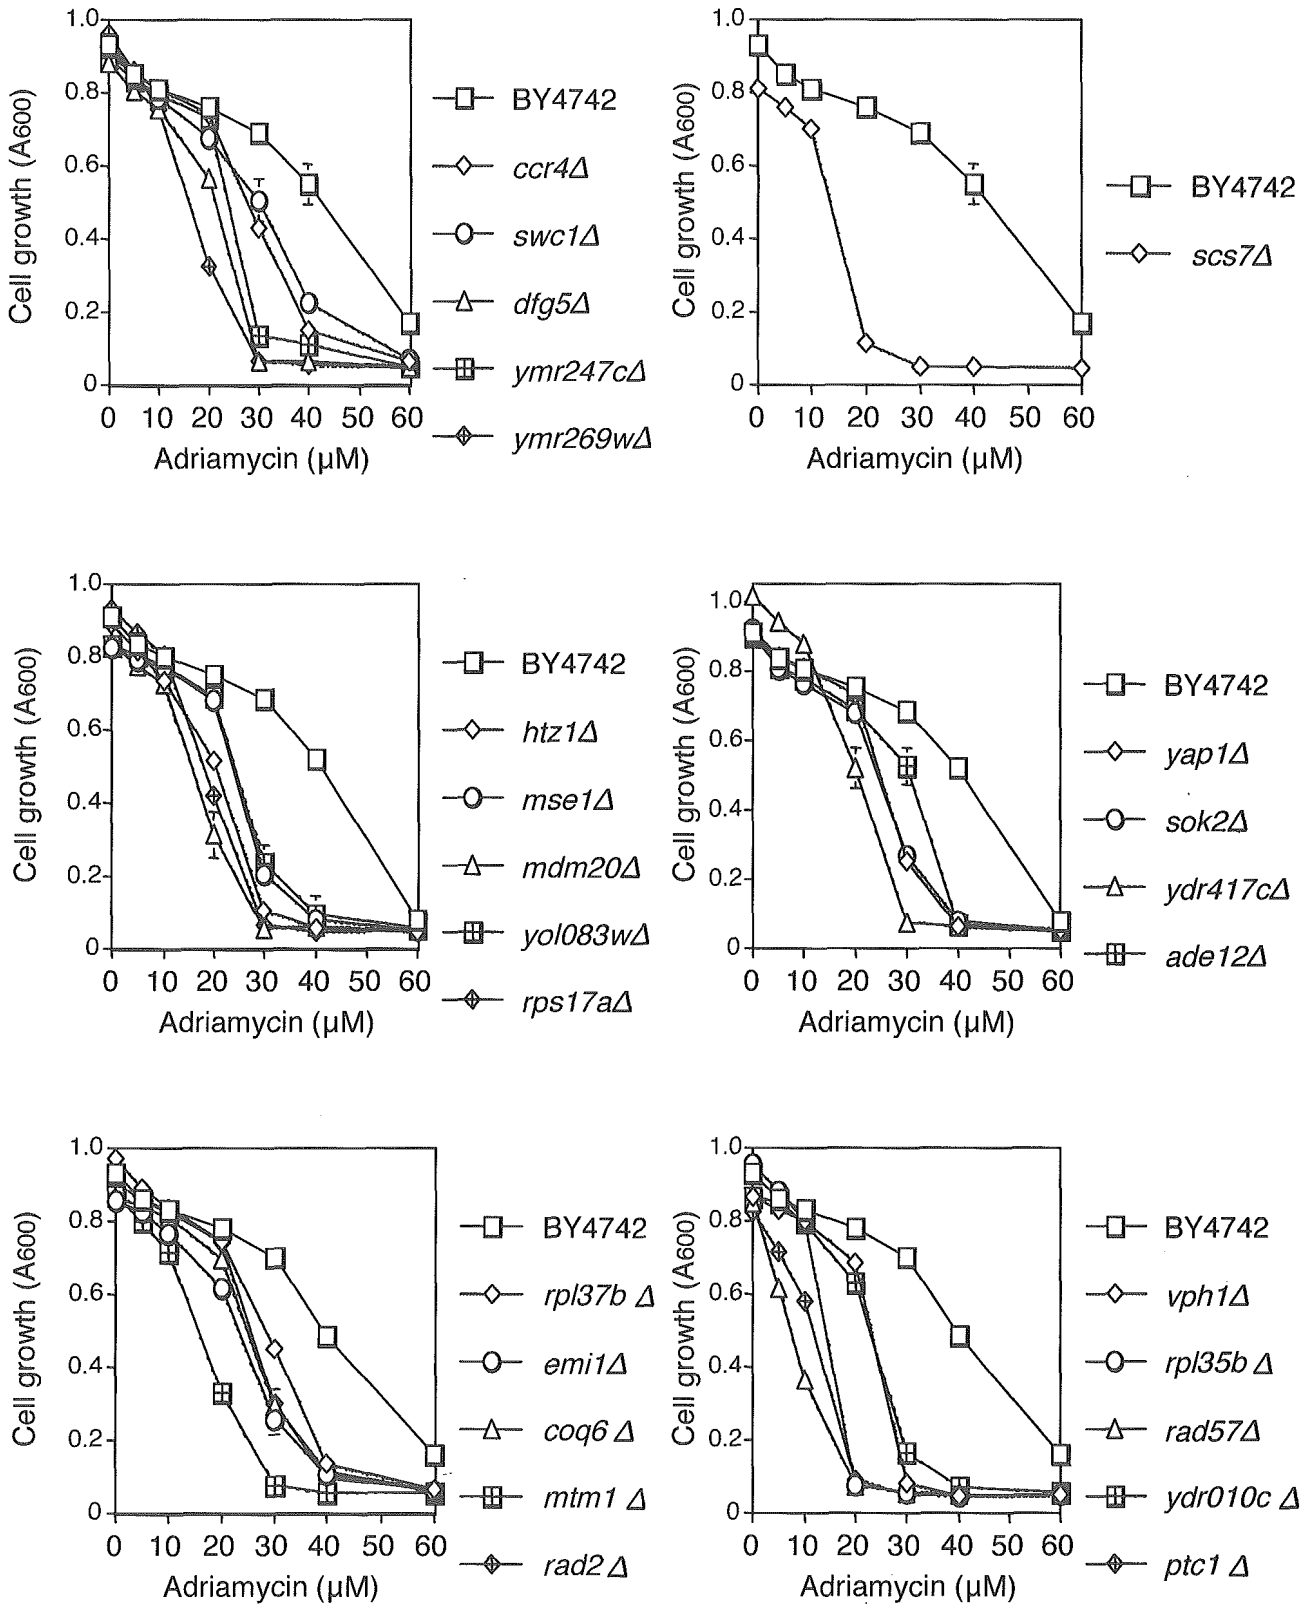 1.0
0.8
0.6
0.4
0.2
0
Cell growth (A600)
0 10 20 30 40 50 60
Adriamycin (µM)
BY4742
ccr4Δ
swc1Δ
dfg5Δ
ymr247cΔ
ymr269wΔ
1.0
0.8
0.6
0.4
0.2
0
Cell growth (A600)
0 10 20 30 40 50 60
Adriamycin (µM)
BY4742
scs7Δ
1.0
0.8
0.6
0.4
0.2
0
Cell growth (A600)
0 10 20 30 40 50 60
Adriamycin (µM)
BY4742
htz1Δ
mse1Δ
mdm20Δ
yol083wΔ
rps17aΔ
1.0
0.8
0.6
0.4
0.2
0
Cell growth (A600)
0 10 20 30 40 50 60
Adriamycin (µM)
BY4742
yap1Δ
sok2Δ
ydr417cΔ
ade12Δ
1.0
0.8
0.6
0.4
0.2
0
Cell growth (A600)
0 10 20 30 40 50 60
Adriamycin (µM)
BY4742
rpl37b Δ
emi1Δ
coq6 Δ
mtm1 Δ
rad2 Δ
1.0
0.8
0.6
0.4
0.2
0
Cell growth (A600)
0 10 20 30 40 50 60
Adriamycin (µM)
BY4742
vph1Δ
rpl35b Δ
rad57Δ
ydr010c Δ
ptc1 Δ